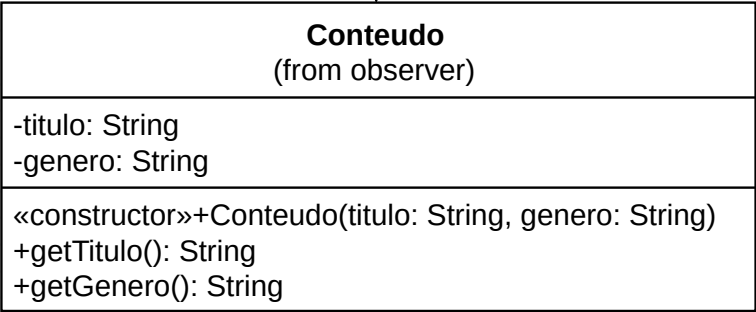 Conteudo
(from observer)
-titulo: String
-genero: String
«constructor»+Conteudo(titulo: String, genero: String)
+getTitulo(): String
+getGenero(): String